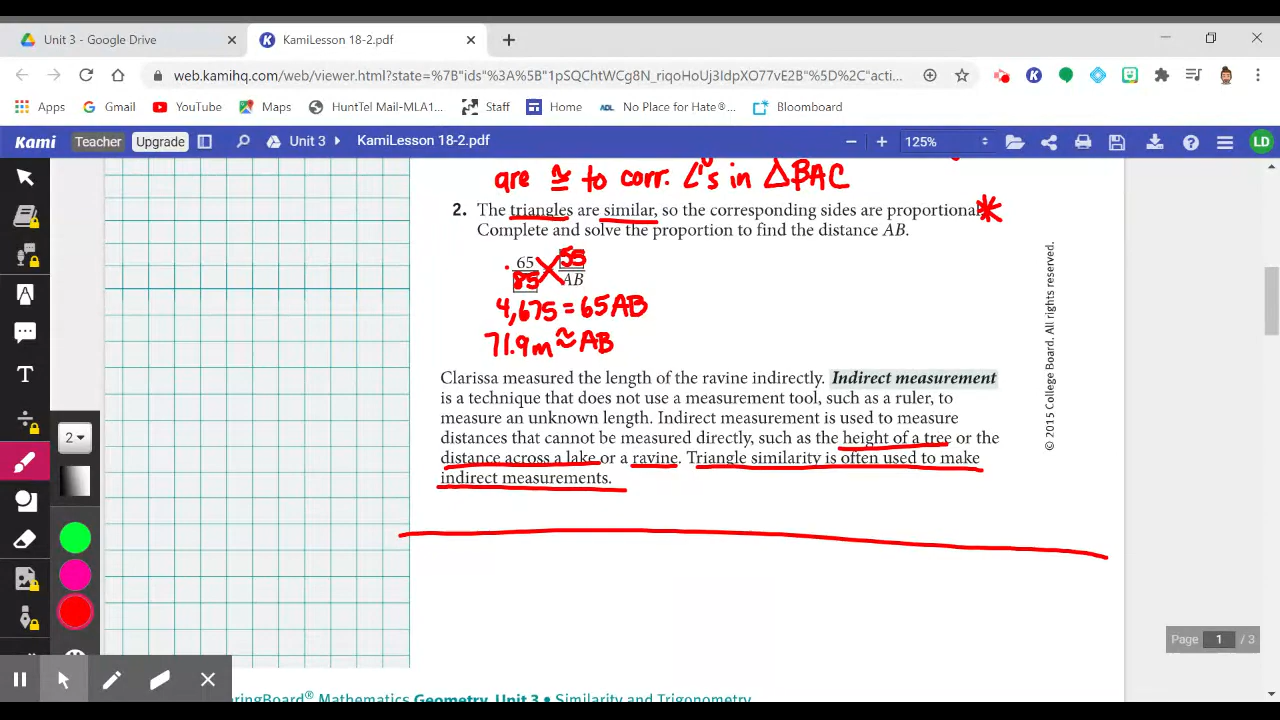 Unit 3 - Google Drive
KamiLesson 18-2.pdf
web.kamihq.com/web/viewer.html?state=%7B"ids"%3A%5B"1pSQChtWCg8N_riqoHoUj3IdpXO77vE2B"%5D%2C"acti...
Apps
Gmail
YouTube
Maps
HuntTel Mail-MLA1...
Staff
Home
ADL
No Place for Hate S...
Bloomboard
Kami
Teacher
Upgrade
Unit 3
KamiLesson 18-2.pdf
125%
LD
are ≅ to corr. ∠'s in △BAC
2. The triangles are similar, so the corresponding sides are proportional.
Complete and solve the proportion to find the distance AB.
65 55
85 AB
4,675 = 65AB
71.9m ≈ AB
Clarissa measured the length of the ravine indirectly. Indirect measurement
is a technique that does not use a measurement tool, such as a ruler, to
measure an unknown length. Indirect measurement is used to measure
distances that cannot be measured directly, such as the height of a tree or the
distance across a lake or a ravine. Triangle similarity is often used to make
indirect measurements.
© 2015 College Board. All rights reserved.
2
Page 1 / 3
Mathematics Geometry, Unit 3 • Similarity and Trigonometry